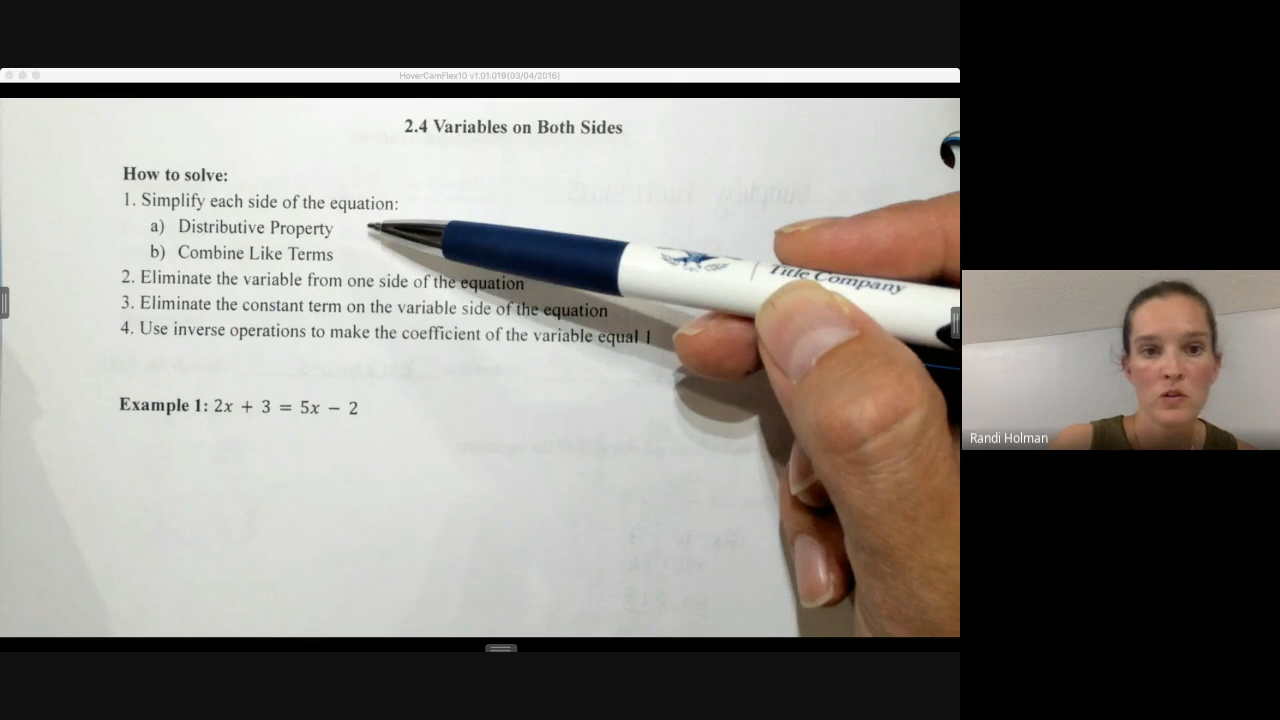 HoverCamFlex10 v1.01.019(03/04/2016)
2.4 Variables on Both Sides
How to solve:
1. Simplify each side of the equation:
a) Distributive Property
b) Combine Like Terms
2. Eliminate the variable from one side of the equation
3. Eliminate the constant term on the variable side of the equation
4. Use inverse operations to make the coefficient of the variable equal 1
Example 1: 2x + 3 = 5x − 2
Title Company
Randi Holman